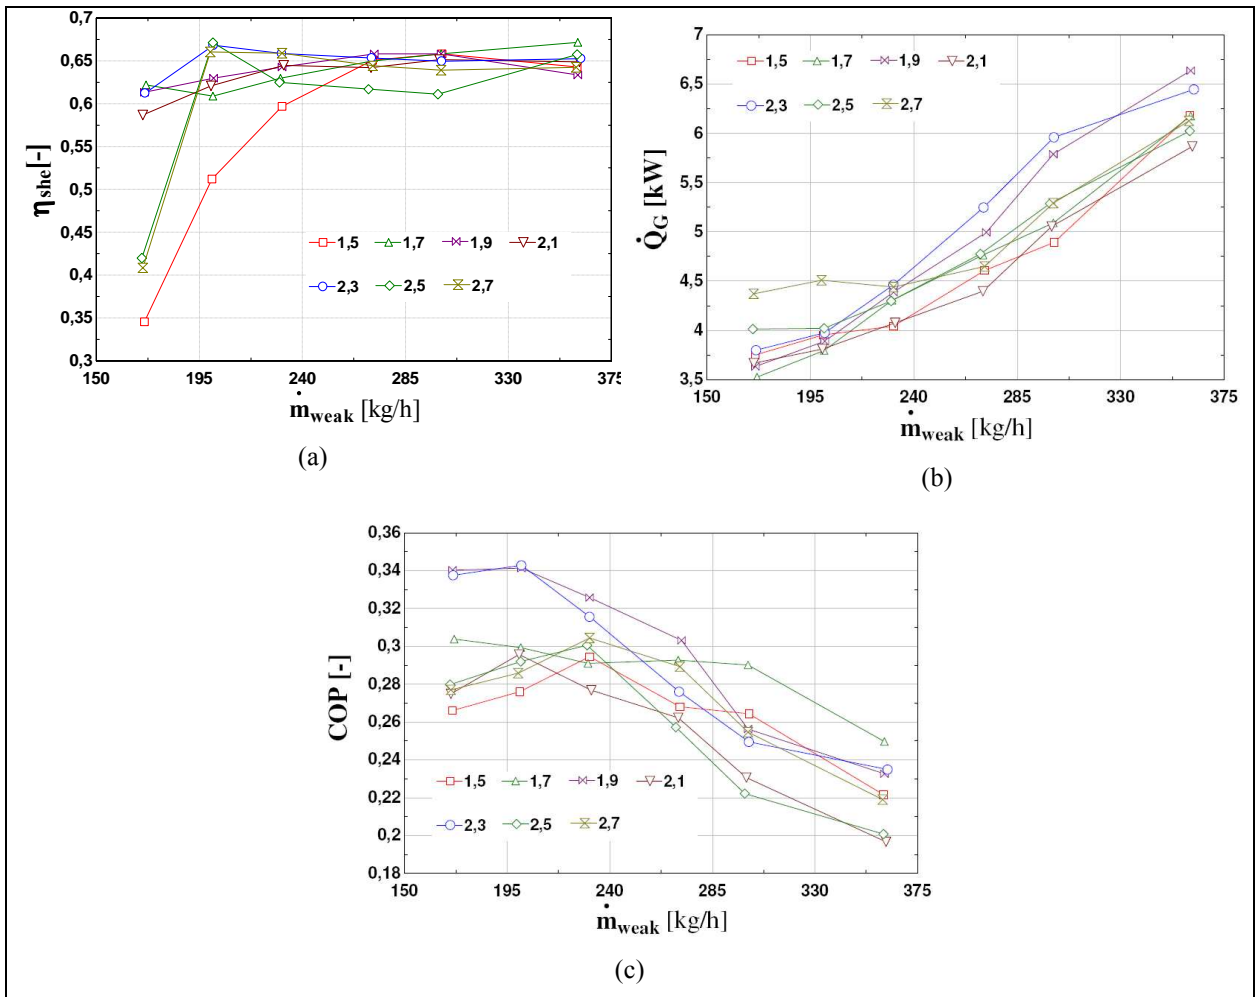 0,7
0,65
0,6
0,55
0,5
0,45
0,4
0,35
0,3
η she [-]
1,5 1,7 1,9 2,1
2,3 2,5 2,7
150 195 240 285 330 375
ṁ weak [kg/h]
(a)
7
6,5
6
5,5
5
4,5
4
3,5
Q̇ G [kW]
1,5 1,7 1,9 2,1
2,3 2,5 2,7
150 195 240 285 330 375
ṁ weak [kg/h]
(b)
0,36
0,34
0,32
0,3
0,28
0,26
0,24
0,22
0,2
0,18
COP [-]
1,5 1,7 1,9 2,1
2,3 2,5 2,7
150 195 240 285 330 375
ṁ weak [kg/h]
(c)